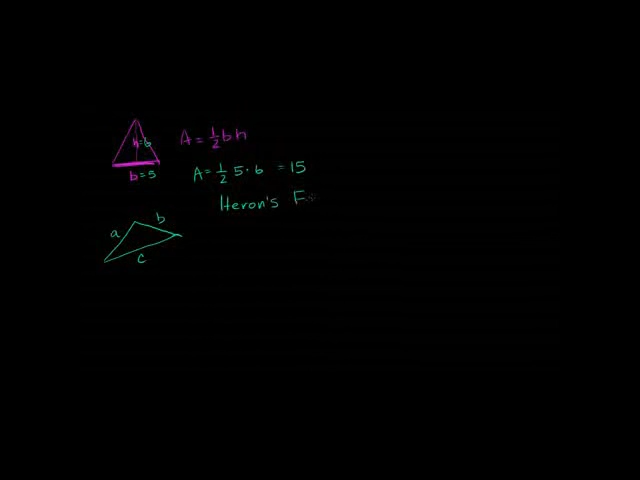 h=6
A = 1/2 b h
b = 5
A = 1/2 5 · 6 = 15
Heron's F
a
b
c